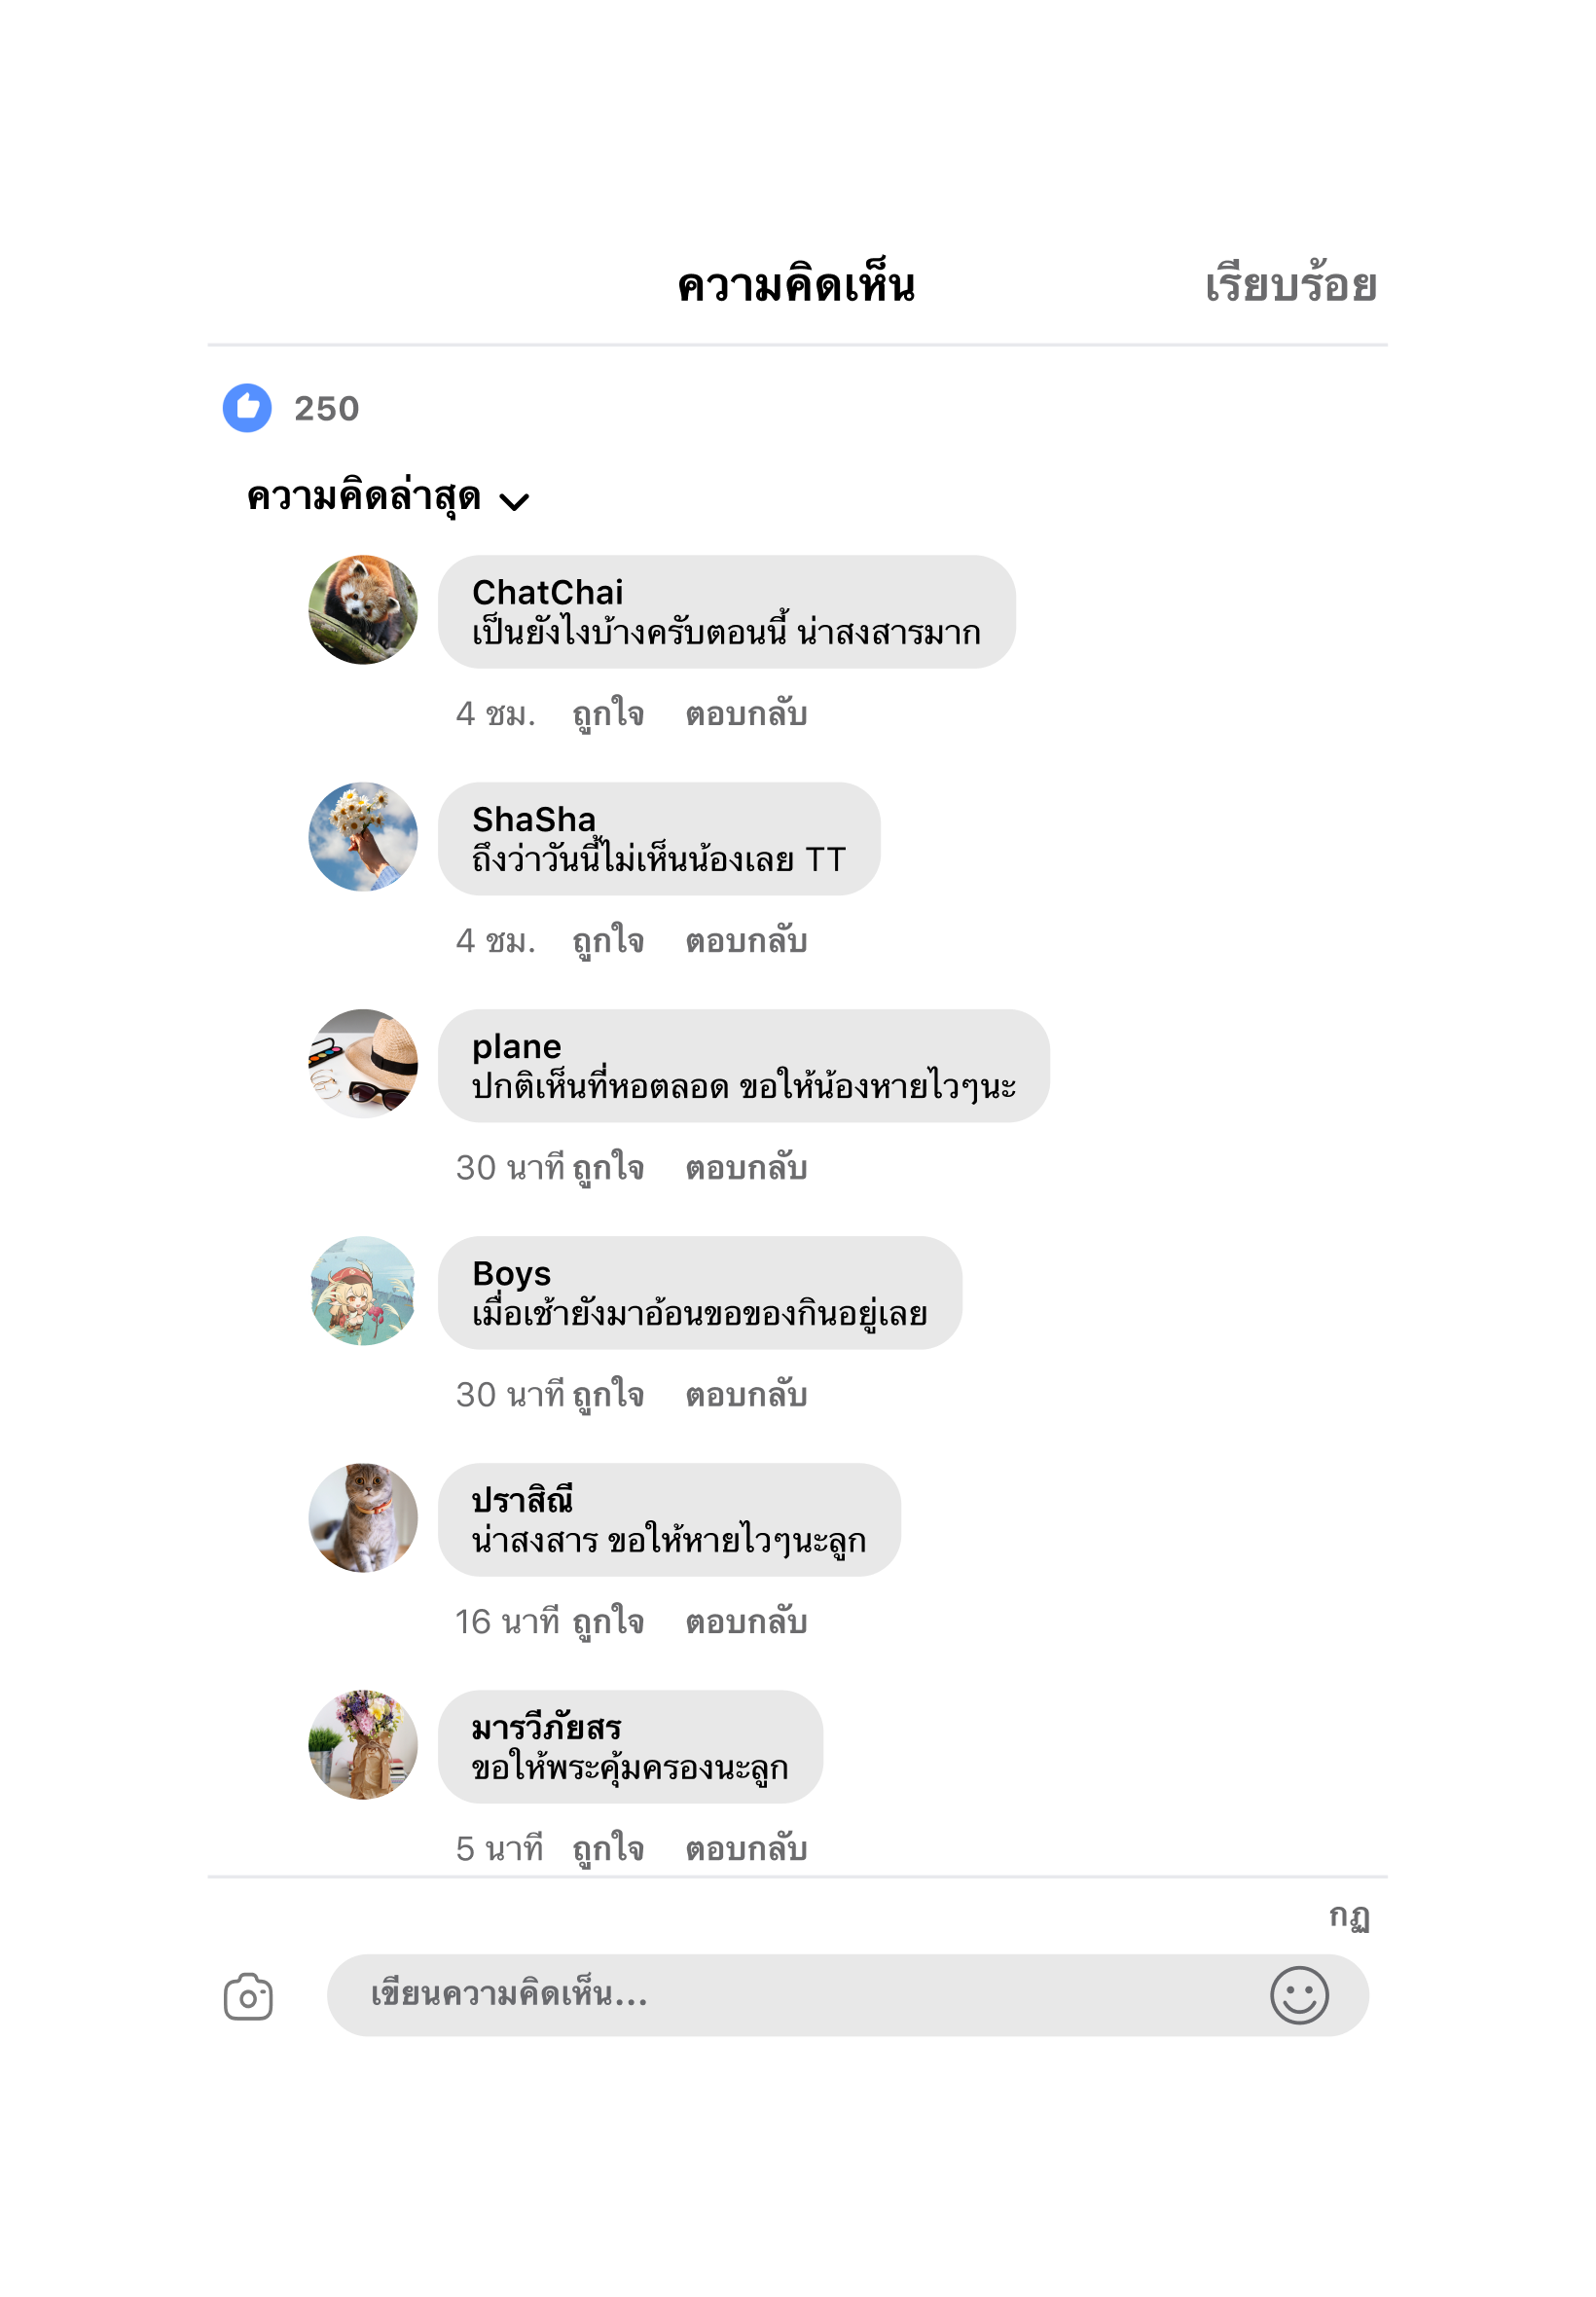 ความคิดเห็น เรียบร้อย
250
ความคิดล่าสุด
ChatChai
เป็นยังไงบ้างครับตอนนี้ น่าสงสารมาก
4 ชม. ถูกใจ ตอบกลับ
ShaSha
ถึงว่าวันนี้ไม่เห็นน้องเลย TT
4 ชม. ถูกใจ ตอบกลับ
plane
ปกติเห็นที่หอตลอด ขอให้น้องหายไวๆนะ
30 นาที ถูกใจ ตอบกลับ
Boys
เมื่อเช้ายังมาอ้อนขอของกินอยู่เลย
30 นาที ถูกใจ ตอบกลับ
ปราสิณี
น่าสงสาร ขอให้หายไวๆนะลูก
16 นาที ถูกใจ ตอบกลับ
มารวีภัยสร
ขอให้พระคุ้มครองนะลูก
5 นาที ถูกใจ ตอบกลับ
กฏ
เขียนความคิดเห็น...